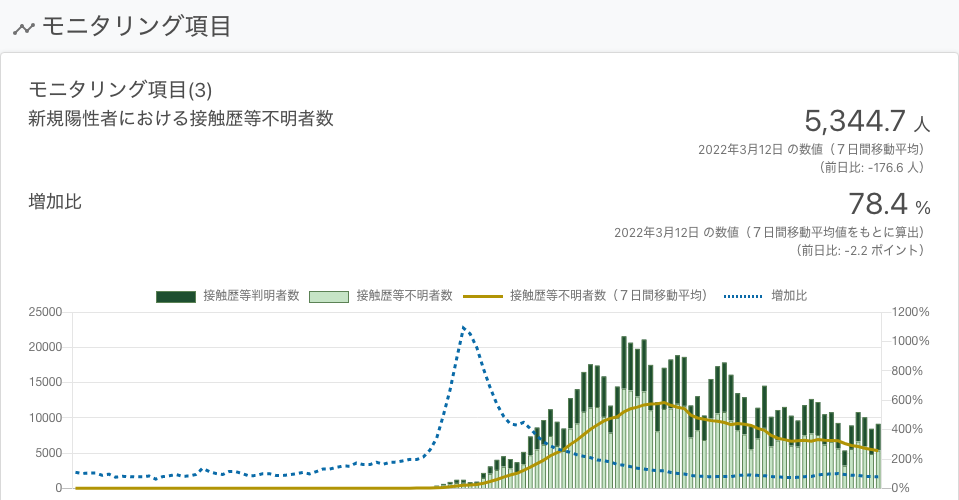 モニタリング項目
モニタリング項目(3)
新規陽性者における接触歴等不明者数
5,344.7 人
2022年3月12日 の数値（７日間移動平均）
（前日比: -176.6 人）
増加比
78.4 %
2022年3月12日 の数値（７日間移動平均値をもとに算出）
（前日比: -2.2 ポイント）
接触歴等判明者数 接触歴等不明者数 接触歴等不明者数（７日間移動平均） 増加比
25000 1200%
20000 1000%
15000 800%
10000 600%
5000 400%
0 200%
0%